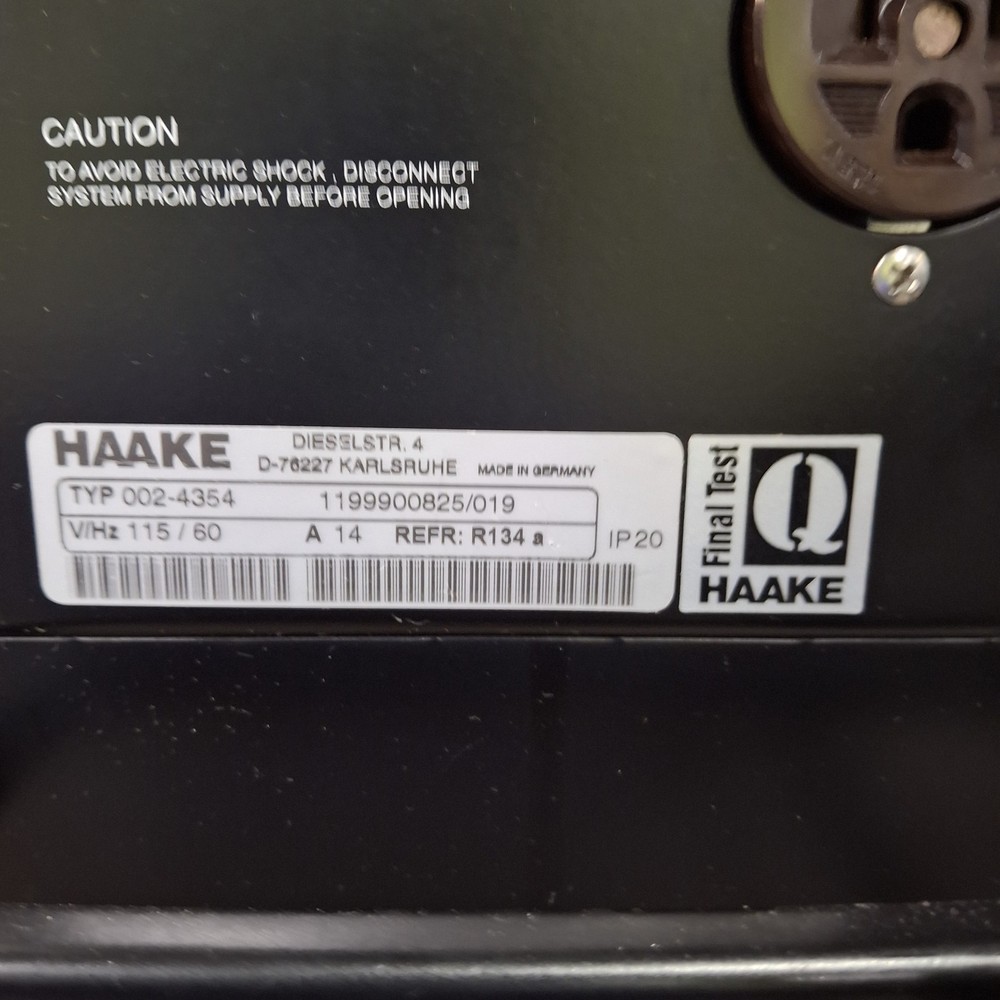 CAUTION
TO AVOID ELECTRIC SHOCK, DISCONNECT
SYSTEM FROM SUPPLY BEFORE OPENING
HAAKE
DIESELSTR. 4
D-76227 KARLSRUHE MADE IN GERMANY
TYP 002-4354 1199900825/019
V/Hz 115 / 60 A 14 REFR: R134 a
IP20
Final Test
Q
HAAKE